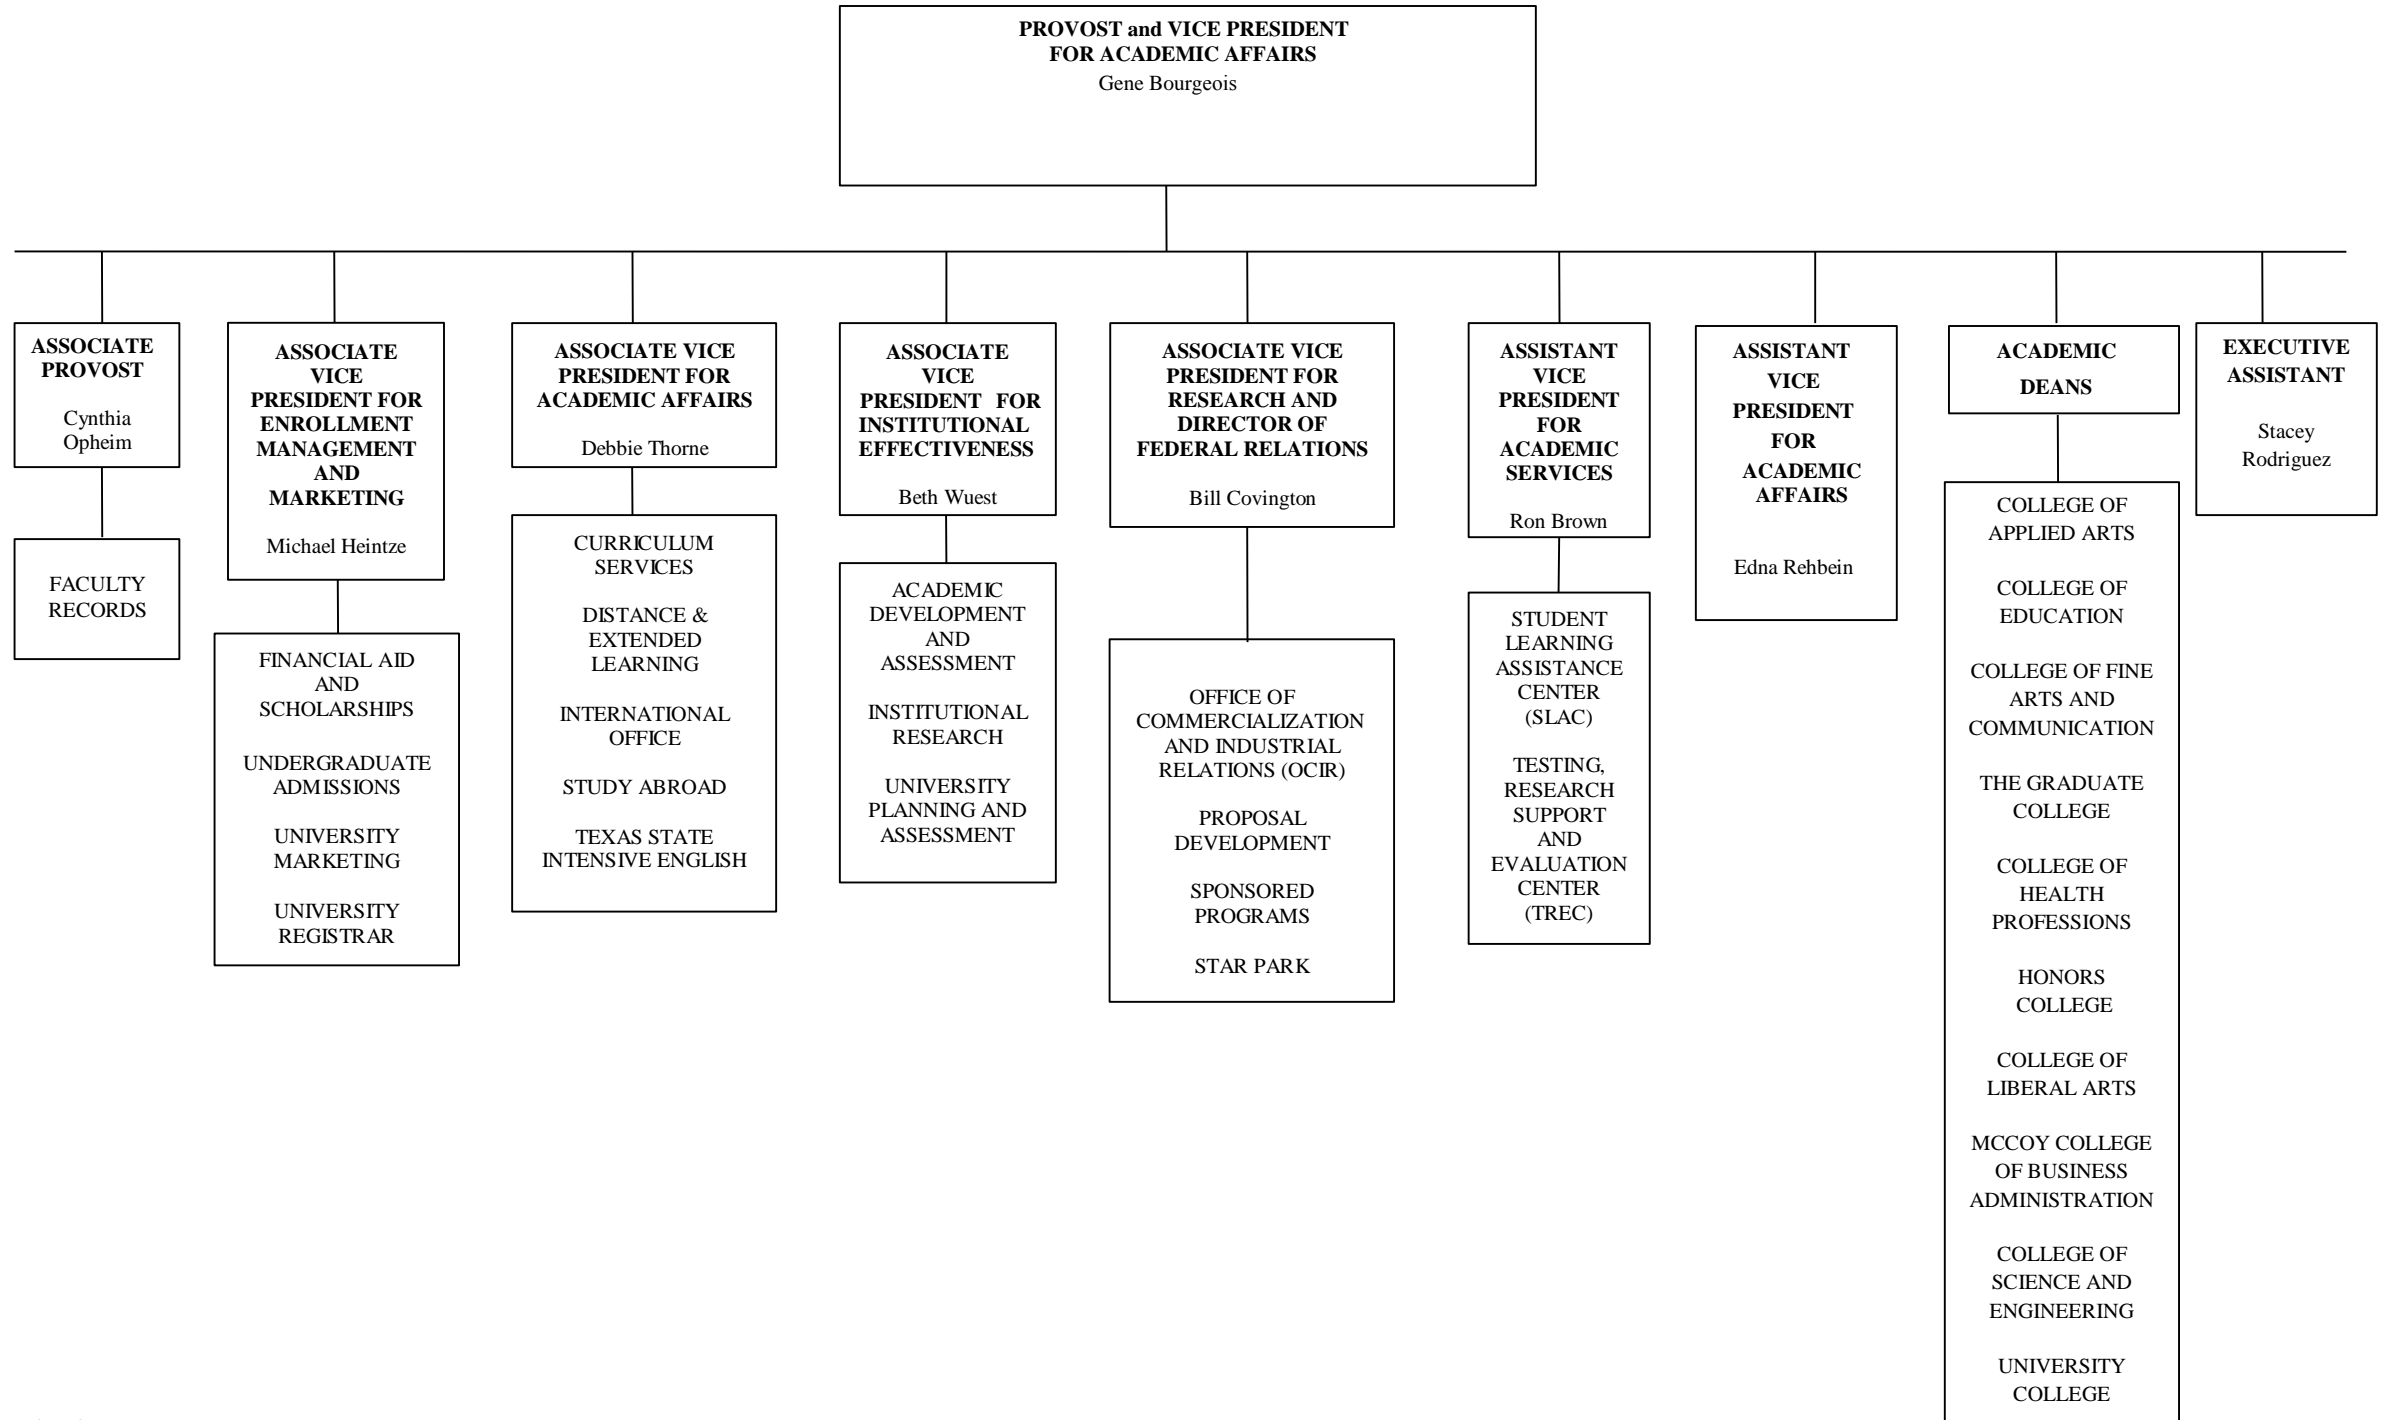 PROVOST and VICE PRESIDENT
FOR ACADEMIC AFFAIRS
Gene Bourgeois
ASSOCIATE
PROVOST
Cynthia
Opheim
FACULTY
RECORDS
ASSOCIATE
VICE
PRESIDENT FOR
ENROLLMENT
MANAGEMENT
AND
MARKETING
Michael Heintze
FINANCIAL AID
AND
SCHOLARSHIPS
UNDERGRADUATE
ADMISSIONS
UNIVERSITY
MARKETING
UNIVERSITY
REGISTRAR
ASSOCIATE VICE
PRESIDENT FOR
ACADEMIC AFFAIRS
Debbie Thorne
CURRICULUM
SERVICES
DISTANCE &
EXTENDED
LEARNING
INTERNATIONAL
OFFICE
STUDY ABROAD
TEXAS STATE
INTENSIVE ENGLISH
ASSOCIATE
VICE
PRESIDENT FOR
INSTITUTIONAL
EFFECTIVENESS
Beth Wuest
ACADEMIC
DEVELOPMENT
AND
ASSESSMENT
INSTITUTIONAL
RESEARCH
UNIVERSITY
PLANNING AND
ASSESSMENT
ASSOCIATE VICE
PRESIDENT FOR
RESEARCH AND
DIRECTOR OF
FEDERAL RELATIONS
Bill Covington
OFFICE OF
COMMERCIALIZATION
AND INDUSTRIAL
RELATIONS (OCIR)
PROPOSAL
DEVELOPMENT
SPONSORED
PROGRAMS
STAR PARK
ASSISTANT
VICE
PRESIDENT
FOR
ACADEMIC
SERVICES
Ron Brown
STUDENT
LEARNING
ASSISTANCE
CENTER
(SLAC)
TESTING,
RESEARCH
SUPPORT
AND
EVALUATION
CENTER
(TREC)
ASSISTANT
VICE
PRESIDENT
FOR
ACADEMIC
AFFAIRS
Edna Rehbein
ACADEMIC
DEANS
COLLEGE OF
APPLIED ARTS
COLLEGE OF
EDUCATION
COLLEGE OF FINE
ARTS AND
COMMUNICATION
THE GRADUATE
COLLEGE
COLLEGE OF
HEALTH
PROFESSIONS
HONORS
COLLEGE
COLLEGE OF
LIBERAL ARTS
MCCOY COLLEGE
OF BUSINESS
ADMINISTRATION
COLLEGE OF
SCIENCE AND
ENGINEERING
UNIVERSITY
COLLEGE
EXECUTIVE
ASSISTANT
Stacey
Rodriguez